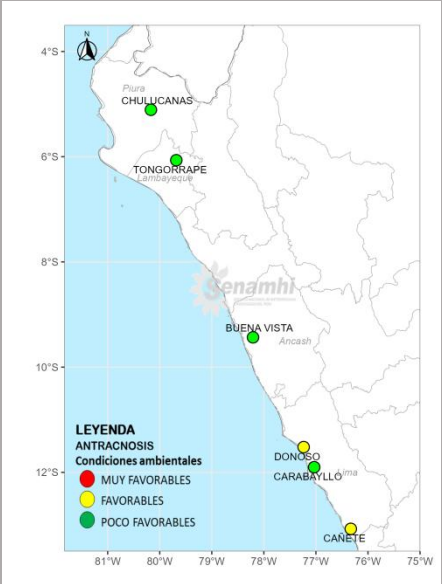 N
4°S
Piura
CHULUCANAS
6°S
TONGORRAPE
Lambayeque
8°S
Senamhi
BUENA VISTA
Ancash
10°S
LEYENDA
ANTRACNOSIS
Condiciones ambientales
MUY FAVORABLES
FAVORABLES
POCO FAVORABLES
DONOSO
Lima
CARABAYLLO
12°S
CAÑETE
81°W 80°W 79°W 78°W 77°W 76°W 75°W